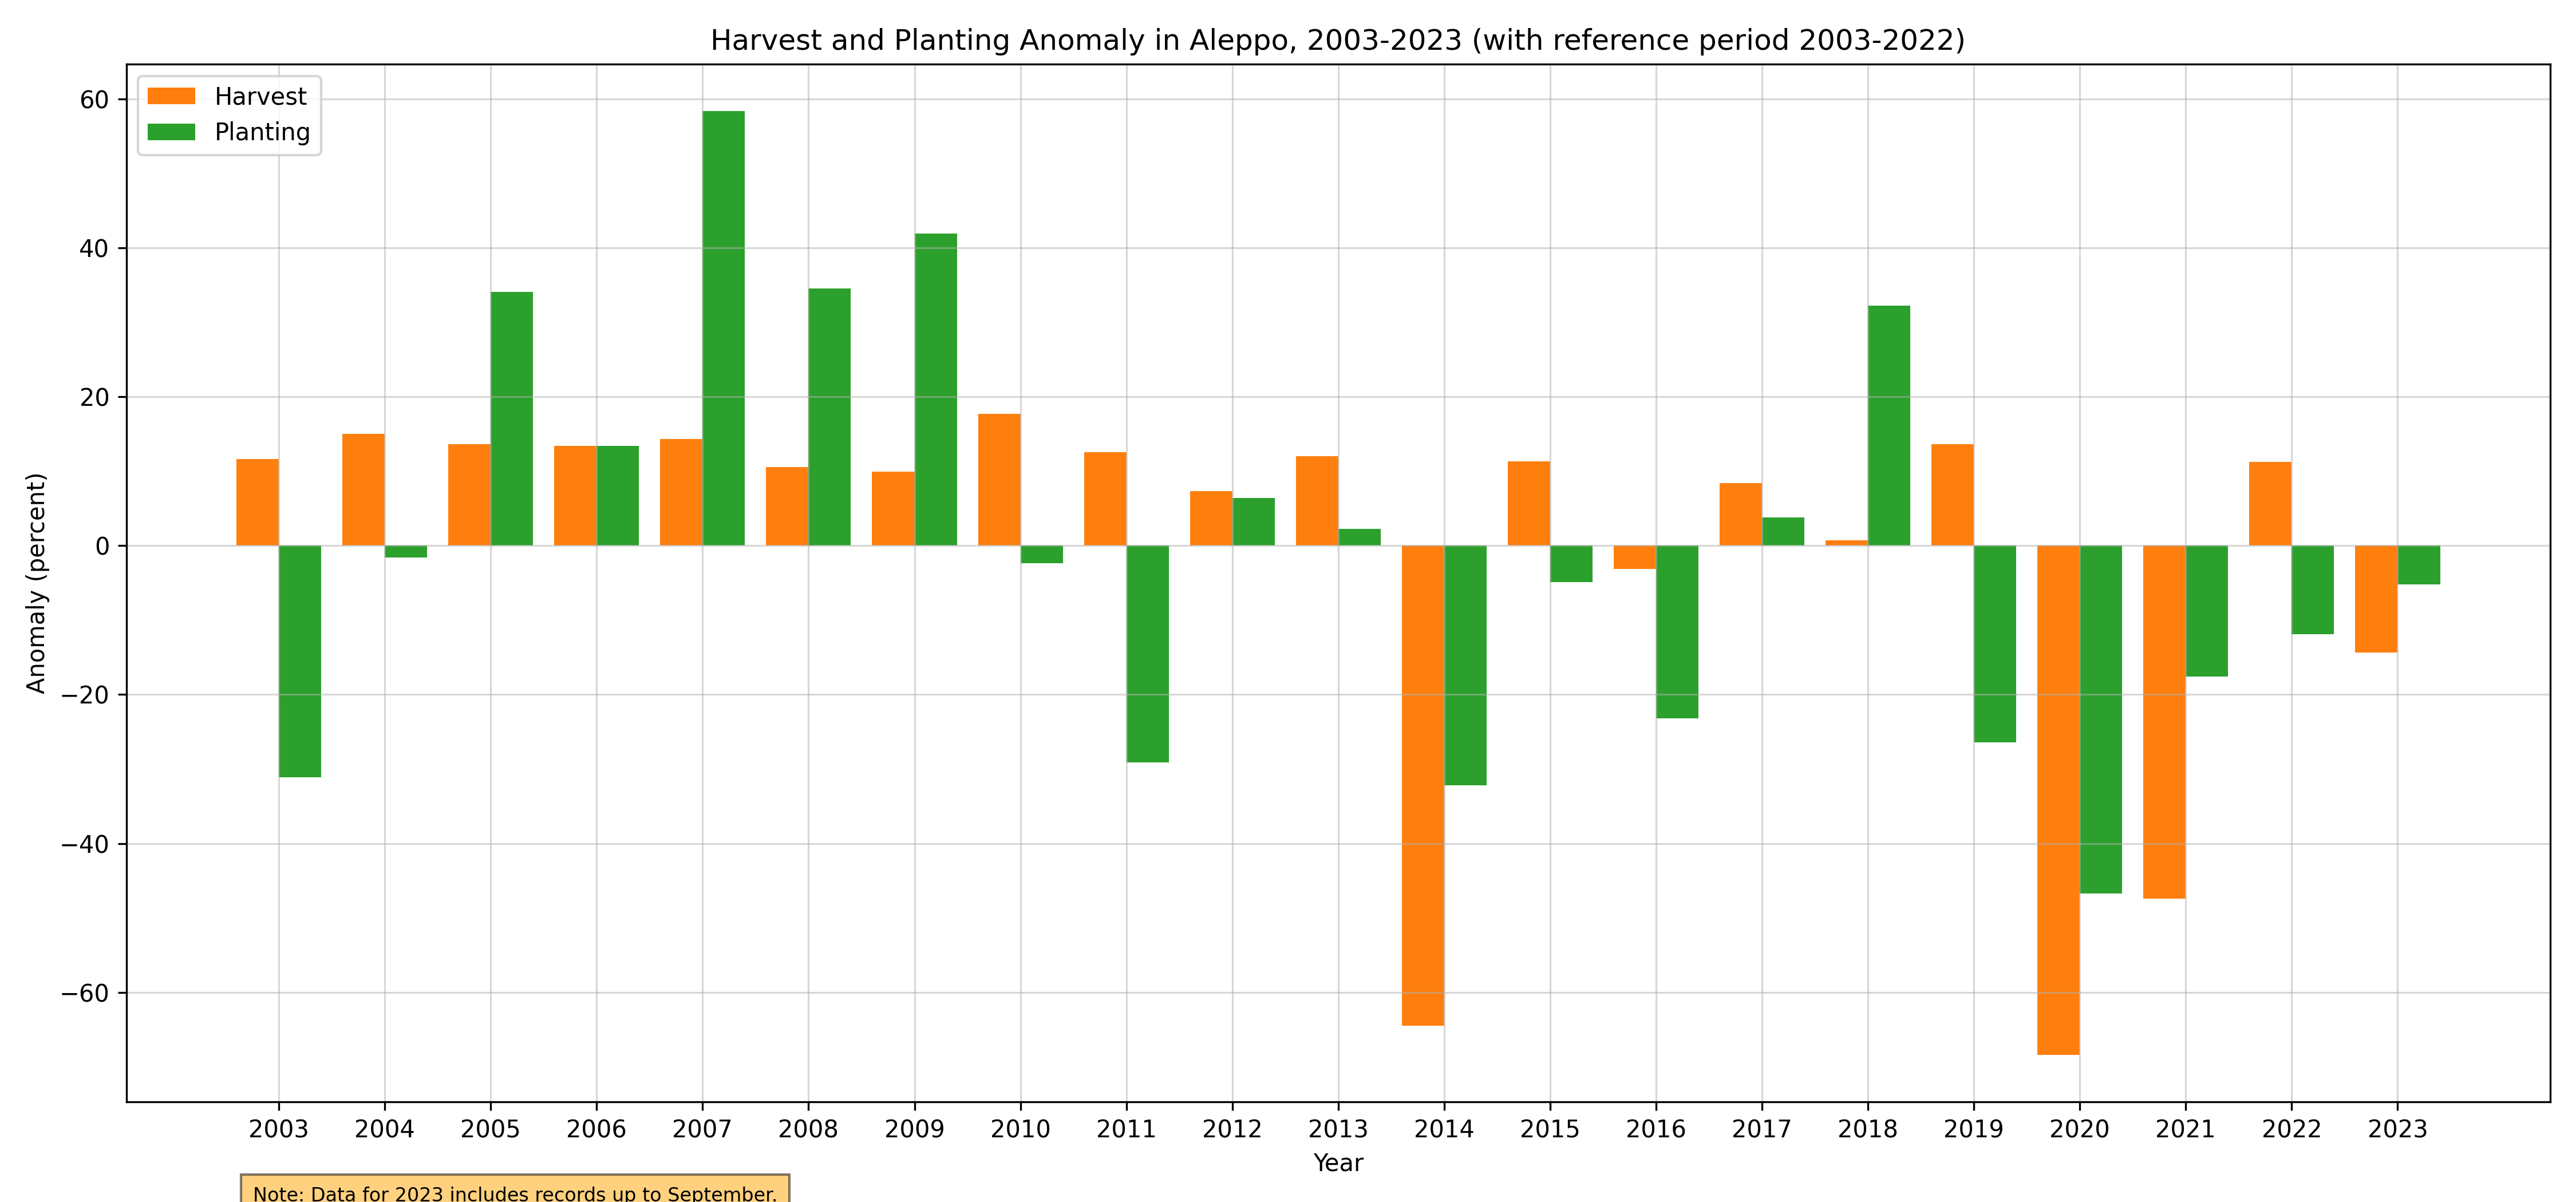 Harvest and Planting Anomaly in Aleppo, 2003-2023 (with reference period 2003-2022)
Harvest
Planting
60
40
20
0
−20
−40
−60
Anomaly (percent)
2003 2004 2005 2006 2007 2008 2009 2010 2011 2012 2013 2014 2015 2016 2017 2018 2019 2020 2021 2022 2023
Year
Note: Data for 2023 includes records up to September.